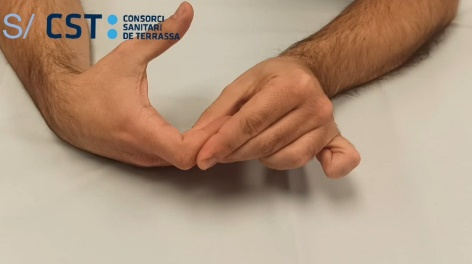 S/ CST
CONSORCI
SANITARI
DE TERRASSA